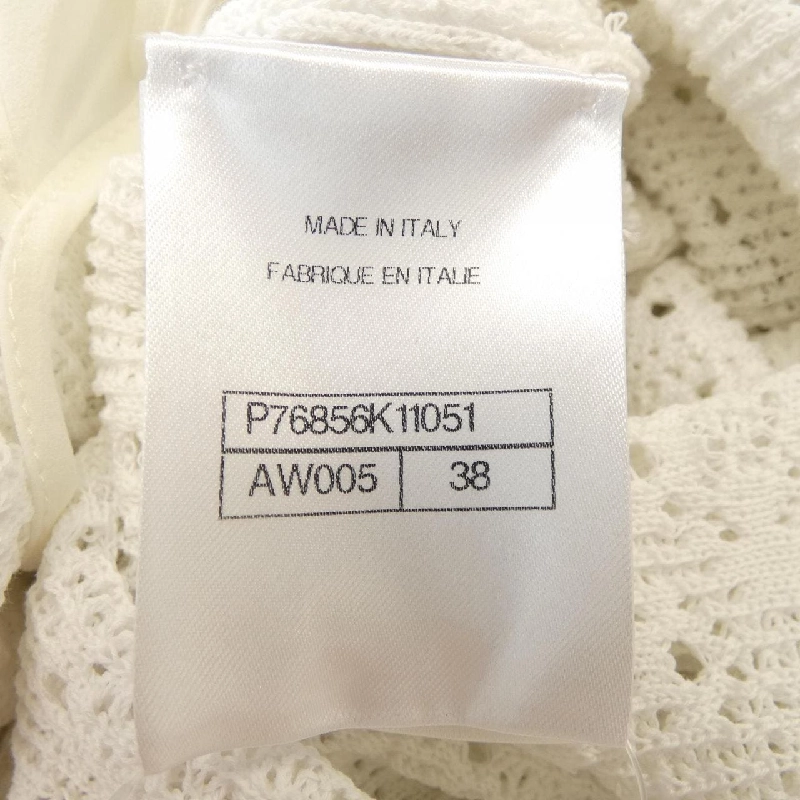 MADE IN ITALY
FABRIQUE EN ITALIE
P76856K11051
AW005 38